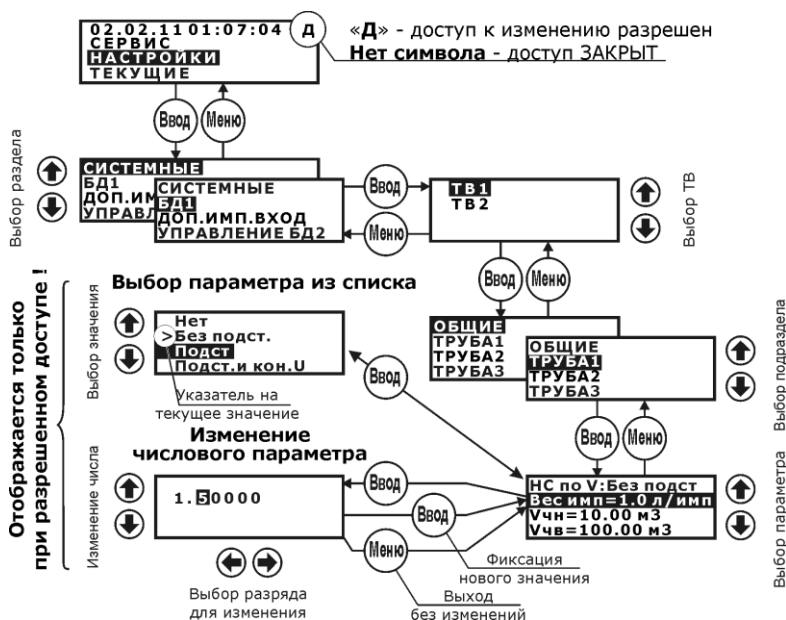 02.02.11 01:07:04
Д
СЕРВИС
НАСТРОЙКИ
ТЕКУЩИЕ
«Д» - доступ к изменению разрешен
Нет символа - доступ ЗАКРЫТ
Ввод
Меню
Выбор раздела
СИСТЕМНЫЕ
БД1
ДОП.ИМ
УПРАВЛ
СИСТЕМНЫЕ
БД1
ДОП.ИМП.ВХОД
УПРАВЛЕНИЕ БД2
Ввод
Меню
ТВ1
ТВ2
Выбор ТВ
Ввод
Меню
ОБЩИЕ
ТРУБА1
ТРУБА2
ТРУБА3
ОБЩИЕ
ТРУБА1
ТРУБА2
ТРУБА3
Выбор подраздела
Ввод
Меню
Отображается только
при разрешенном доступе !
Выбор параметра из списка
Выбор значения
Нет
>Без подст.
Подст
Подст.и кон.U
Указатель на
текущее значение
Ввод
Изменение
числового параметра
Изменение числа
1.50000
Ввод
Ввод
Меню
НС по V:Без подст
Вес имп=1.0 л/имп
Vчн=10.00 м3
Vчв=100.00 м3
Выбор параметра
Фиксация
нового значения
Выбор разряда
для изменения
Выход
без изменений